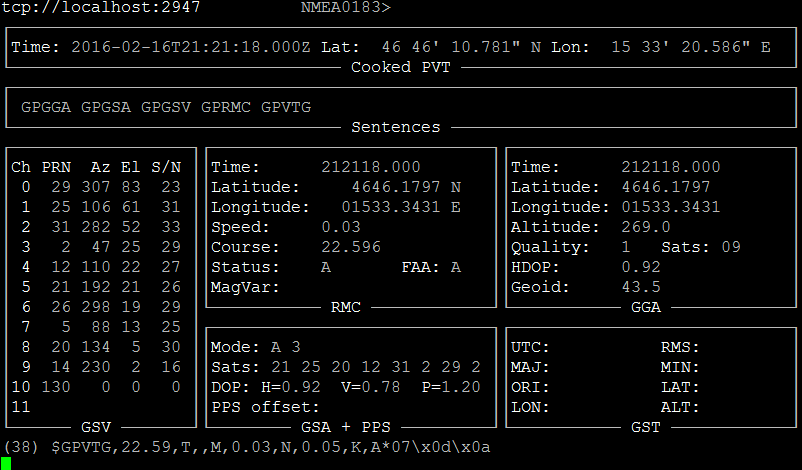 tcp://localhost:2947 NMEA0183>
Time: 2016-02-16T21:21:18.000Z Lat: 46 46' 10.781" N Lon: 15 33' 20.586" E
Cooked PVT
GPGGA GPGSA GPGSV GPRMC GPVTG
Sentences
Ch PRN Az El S/N
0 29 307 83 23
1 25 106 61 31
2 31 282 52 33
3 2 47 25 29
4 12 110 22 27
5 21 192 21 26
6 26 298 19 29
7 5 88 13 25
8 20 134 5 30
9 14 230 2 16
10 130 0 0 0
11
GSV
Time: 212118.000
Latitude: 4646.1797 N
Longitude: 01533.3431 E
Speed: 0.03
Course: 22.596
Status: A FAA: A
MagVar:
RMC
Time: 212118.000
Latitude: 4646.1797
Longitude: 01533.3431
Altitude: 269.0
Quality: 1 Sats: 09
HDOP: 0.92
Geoid: 43.5
GGA
Mode: A 3
Sats: 21 25 20 12 31 2 29 2
DOP: H=0.92 V=0.78 P=1.20
PPS offset:
GSA + PPS
UTC: RMS:
MAJ: MIN:
ORI: LAT:
LON: ALT:
GST
(38) $GPVTG,22.59,T,,M,0.03,N,0.05,K,A*07\x0d\x0a